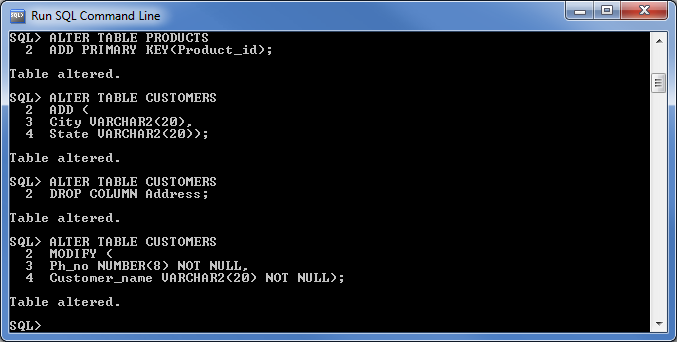 Run SQL Command Line
SQL> ALTER TABLE PRODUCTS
  2  ADD PRIMARY KEY(Product_id);
Table altered.
SQL> ALTER TABLE CUSTOMERS
  2  ADD (
  3  City VARCHAR2(20),
  4  State VARCHAR2(20));
Table altered.
SQL> ALTER TABLE CUSTOMERS
  2  DROP COLUMN Address;
Table altered.
SQL> ALTER TABLE CUSTOMERS
  2  MODIFY (
  3  Ph_no NUMBER(8) NOT NULL,
  4  Customer_name VARCHAR2(20) NOT NULL);
Table altered.
SQL>